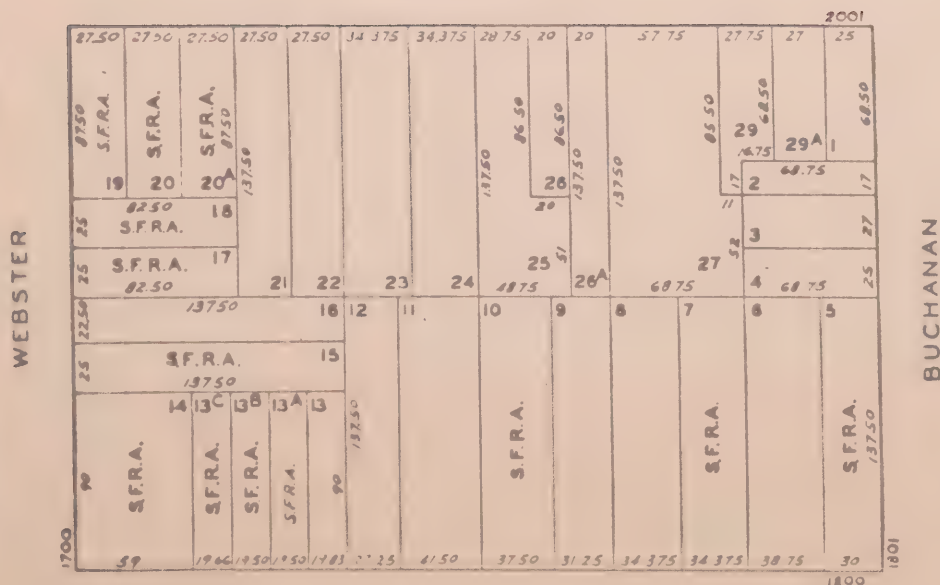 2001
27.50 27.50 27.50 27.50 27.50 34.375 34.375 28.75 20 20 57.75 27.75 27 25
87.50 S.F.R.A. S.F.R.A. S.F.R.A. 87.50 137.50 137.50 86.50 86.50 137.50 137.50 85.50 68.50 68.50
29 16.75 29A 1
68.75
19 20 20A 26 20 17 2 17
11
82.50 18
25 S.F.R.A.
51 52 3 27
25 S.F.R.A. 17
82.50 21 22 23 24 25 48.75 26A 27 68.75 4 68.75 25
WEBSTER
BUCHANAN
137.50 16 12 11 10 9 8 7 6 5
22.50
25 S.F.R.A. 15
137.50
14 13C 13B 13A 13 137.50
90 S.F.R.A. S.F.R.A. S.F.R.A. S.F.R.A. 90 S.F.R.A. S.F.R.A. S.F.R.A. 137.50
1700 59 19.66 19.50 19.50 41.50 37.50 31.25 34.375 34.375 38.75 30 1801
1899